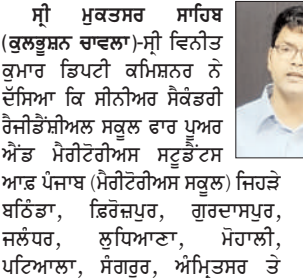 ਸ੍ਰੀ ਮੁਕਤਸਰ ਸਾਹਿਬ
(ਕੁਲਭੂਸ਼ਨ ਚਾਵਲਾ)-ਸ੍ਰੀ ਵਿਨੀਤ
ਕੁਮਾਰ ਡਿਪਟੀ ਕਮਿਸ਼ਨਰ ਨੇ
ਦੱਸਿਆ ਕਿ ਸੀਨੀਅਰ ਸੈਕੰਡਰੀ
ਰੈਜੀਡੈਂਸ਼ੀਅਲ ਸਕੂਲ ਫਾਰ ਪੂਅਰ
ਐਂਡ ਮੈਰੀਟੋਰੀਅਸ ਸਟੂਡੈਂਟਸ
ਆਫ਼ ਪੰਜਾਬ (ਮੈਰੀਟੋਰੀਅਸ ਸਕੂਲ) ਜਿਹੜੇ
ਬਠਿੰਡਾ, ਫ਼ਿਰੋਜ਼ਪੁਰ, ਗੁਰਦਾਸਪੁਰ,
ਜਲੰਧਰ, ਲੁਧਿਆਣਾ, ਮੋਹਾਲੀ,
ਪਟਿਆਲਾ, ਸੰਗਰੂਰ, ਅੰਮ੍ਰਿਤਸਰ ਤੇ